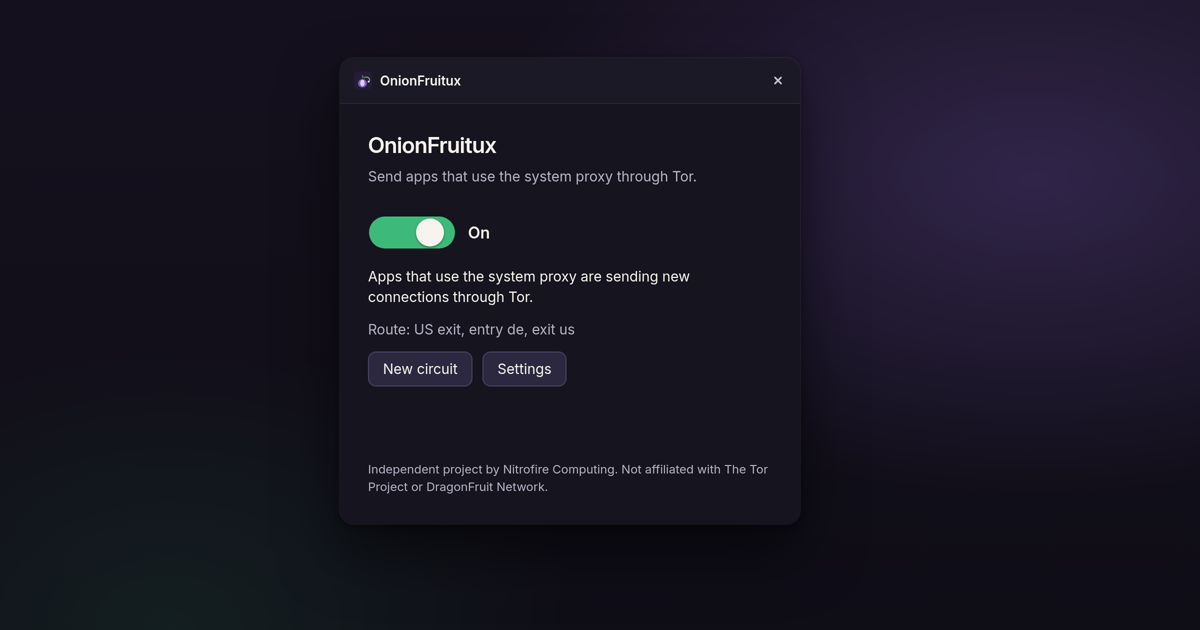 OnionFruitux
OnionFruitux
Send apps that use the system proxy through Tor.
On
Apps that use the system proxy are sending new
connections through Tor.
Route: US exit, entry de, exit us
New circuit
Settings
Independent project by Nitrofire Computing. Not affiliated with The Tor
Project or DragonFruit Network.